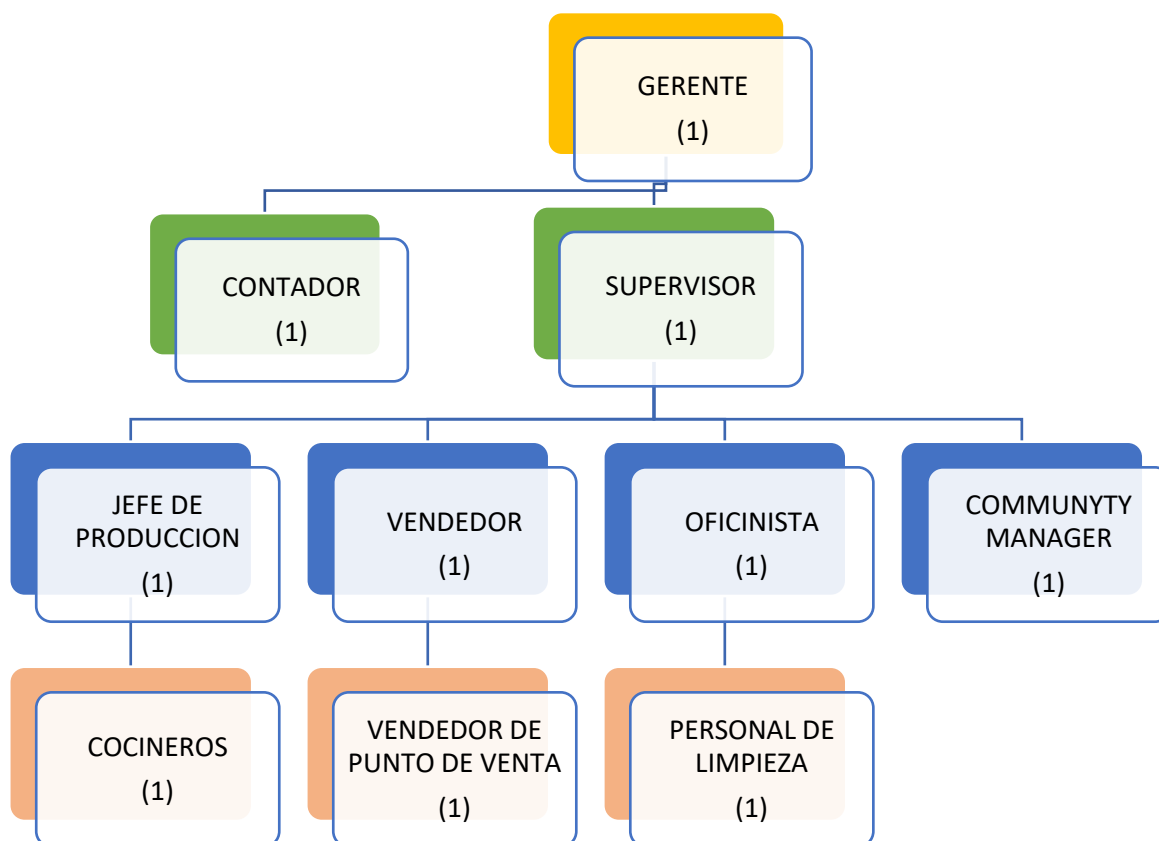 GERENTE
(1)
CONTADOR
(1)
SUPERVISOR
(1)
JEFE DE
PRODUCCION
(1)
VENDEDOR
(1)
OFICINISTA
(1)
COMMUNYTY
MANAGER
(1)
COCINEROS
(1)
VENDEDOR DE
PUNTO DE VENTA
(1)
PERSONAL DE
LIMPIEZA
(1)